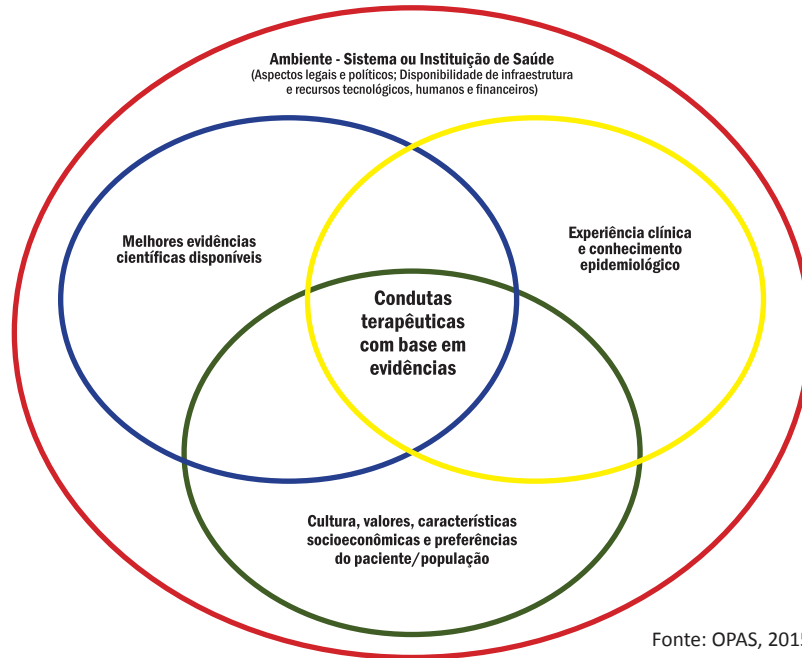 Ambiente - Sistema ou Instituição de Saúde
(Aspectos legais e políticos; Disponibilidade de infraestrutura
e recursos tecnológicos, humanos e financeiros)
Melhores evidências
científicas disponíveis
Experiência clínica
e conhecimento
epidemiológico
Condutas
terapêuticas
com base em
evidências
Cultura, valores, características
socioeconômicas e preferências
do paciente/população
Fonte: OPAS, 2015